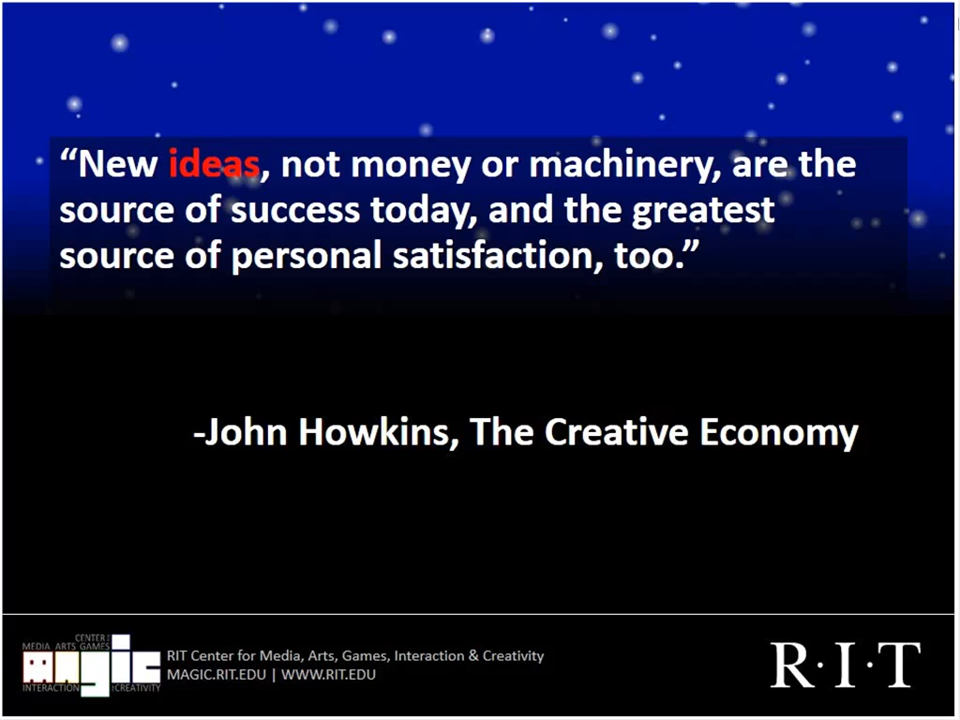 “New ideas, not money or machinery, are the
source of success today, and the greatest
source of personal satisfaction, too.”
-John Howkins, The Creative Economy
CENTER
MEDIA ARTS GAMES
magic
INTERACTION CREATIVITY
RIT Center for Media, Arts, Games, Interaction & Creativity
MAGIC.RIT.EDU | WWW.RIT.EDU
R·I·T